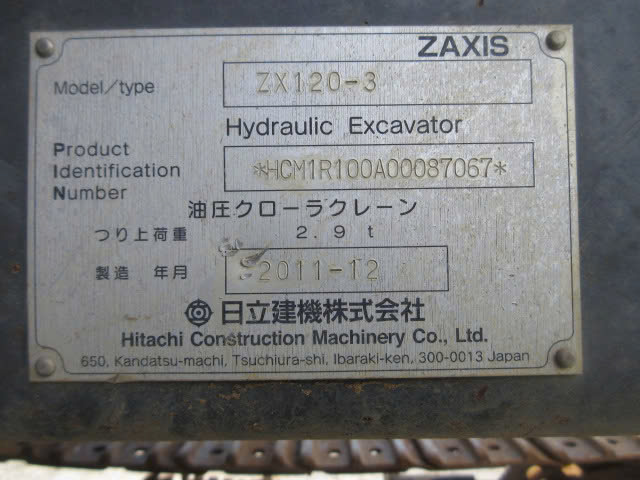 ZAXIS
Model/type ZX120-3
Hydraulic Excavator
Product
Identification *HCM1R100A00087067*
Number
油圧クローラクレーン
つり上荷重 2.9t
製造 年月 2011-12
日立建機株式会社
Hitachi Construction Machinery Co., Ltd.
650, Kandatsu-machi, Tsuchiura-shi, Ibaraki-ken, 300-0013 Japan